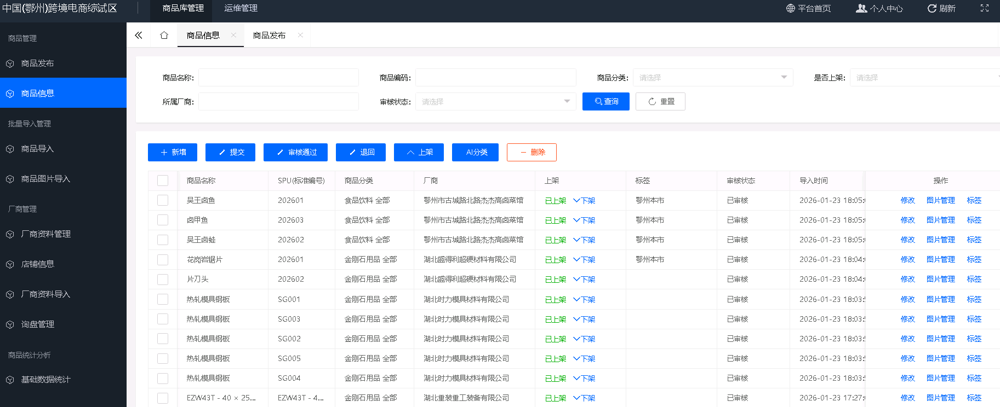 中国(鄂州)跨境电商综试区 商品库管理 运维管理 平台首页 个人中心 刷新
商品管理
商品发布
商品信息
批量导入管理
商品导入
商品图片导入
厂商管理
厂商资料管理
店铺信息
厂商资料导入
询盘管理
商品统计分析
基础数据统计
商品信息 商品发布
商品名称: 商品编码: 商品分类: 请选择 是否上架: 请选择
所属厂商: 审核状态: 请选择 查询 重置
新增 提交 审核通过 退回 上架 AI分类 删除
商品名称 SPU(标准编号) 商品分类 厂商 上架 标签 审核状态 导入时间 操作
吴王卤鱼 202601 食品饮料 全部 鄂州市古城路北路杰杰高卤菜馆 已上架 下架 鄂州本市 已审核 2026-01-23 18:05: 修改 图片管理 标签
卤甲鱼 202603 食品饮料 全部 鄂州市古城路北路杰杰高卤菜馆 已上架 下架 鄂州本市 已审核 2026-01-23 18:05: 修改 图片管理 标签
吴王卤蛙 202602 食品饮料 全部 鄂州市古城路北路杰杰高卤菜馆 已上架 下架 鄂州本市 已审核 2026-01-23 18:05: 修改 图片管理 标签
花岗岩锯片 202601 金刚石用品 全部 湖北盛得利超硬材料有限公司 已上架 下架 鄂州本市 已审核 2026-01-23 18:04: 修改 图片管理 标签
片刀头 202602 金刚石用品 全部 湖北盛得利超硬材料有限公司 已上架 下架 已审核 2026-01-23 18:04: 修改 图片管理 标签
热轧模具钢板 SG001 金刚石用品 全部 湖北时力模具材料有限公司 已上架 下架 已审核 2026-01-23 18:03: 修改 图片管理 标签
热轧模具钢板 SG003 金刚石用品 全部 湖北时力模具材料有限公司 已上架 下架 已审核 2026-01-23 18:03: 修改 图片管理 标签
热轧模具钢板 SG002 金刚石用品 全部 湖北时力模具材料有限公司 已上架 下架 已审核 2026-01-23 18:03: 修改 图片管理 标签
热轧模具钢板 SG005 金刚石用品 全部 湖北时力模具材料有限公司 已上架 下架 已审核 2026-01-23 18:03: 修改 图片管理 标签
热轧模具钢板 SG004 金刚石用品 全部 湖北时力模具材料有限公司 已上架 下架 已审核 2026-01-23 18:03: 修改 图片管理 标签
EZW43T - 40 × 25... EZW43T - 4... 金刚石用品 全部 湖北重装重工装备有限公司 已上架 下架 已审核 2026-01-23 17:27: 修改 图片管理 标签